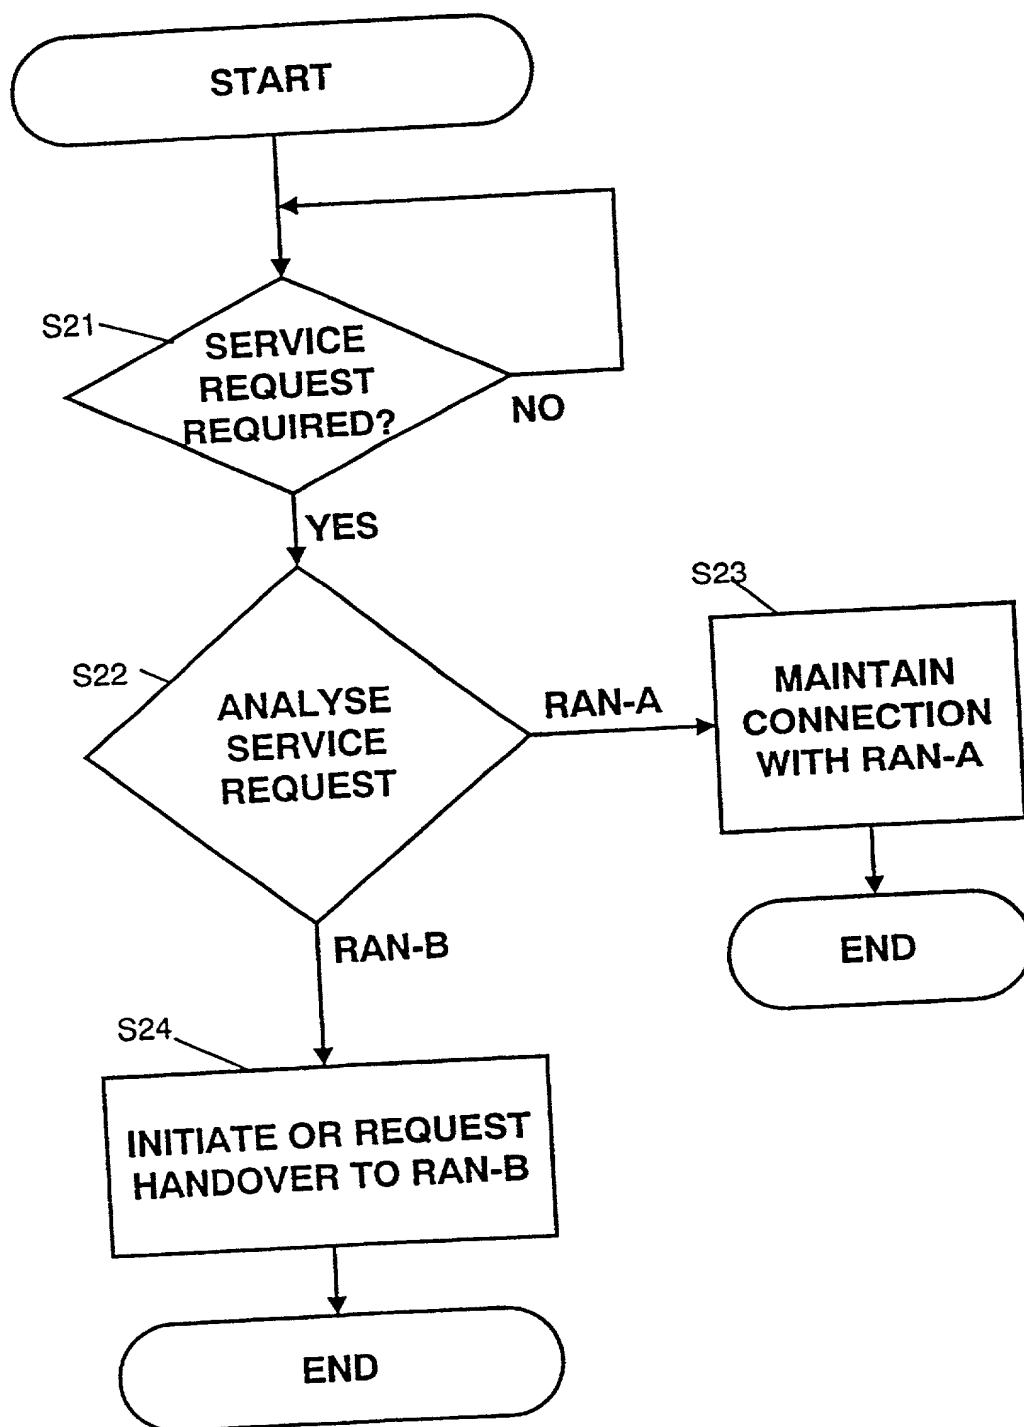 START
S21
SERVICE
REQUEST
REQUIRED?
NO
YES
S22
ANALYSE
SERVICE
REQUEST
RAN-A
S23
MAINTAIN
CONNECTION
WITH RAN-A
END
RAN-B
S24
INITIATE OR REQUEST
HANDOVER TO RAN-B
END